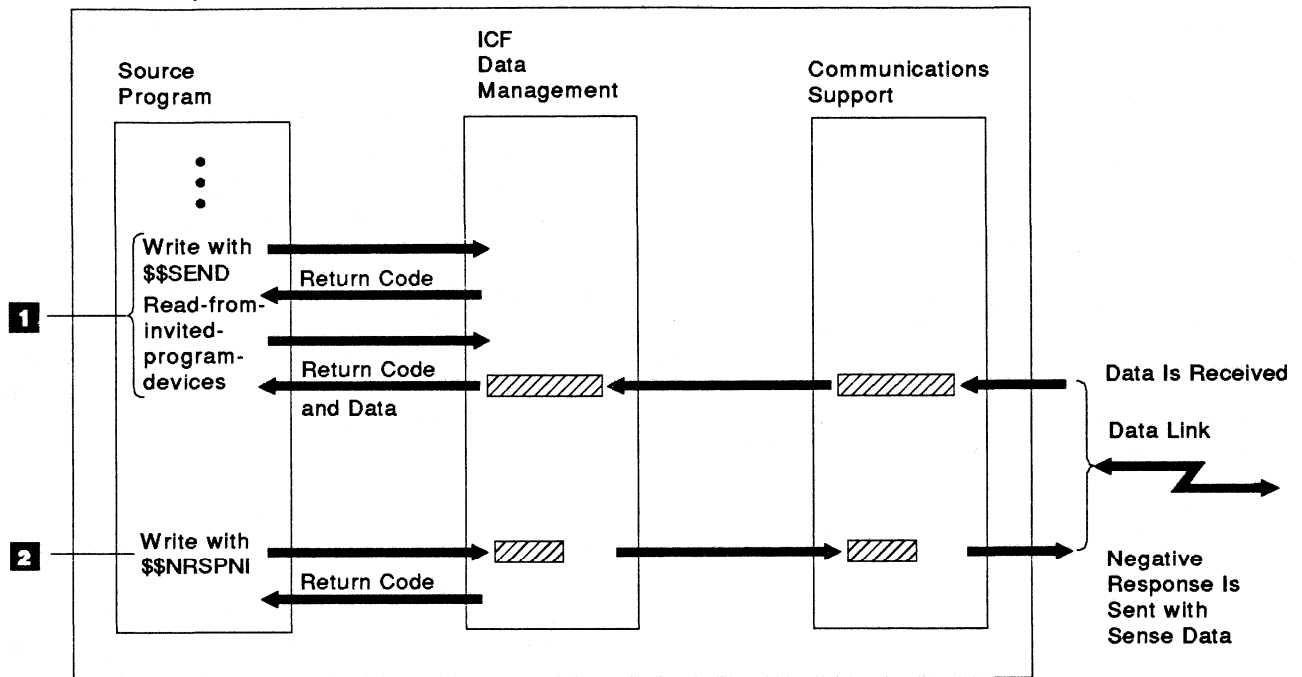 Source
Program
ICF
Data
Management
Communications
Support
1
Write with
$$SEND
Return Code
Read-from-
invited-
program-
devices
Return Code
and Data
Data Is Received
Data Link
2
Write with
$$NRSPNI
Return Code
Negative
Response Is
Sent with
Sense Data